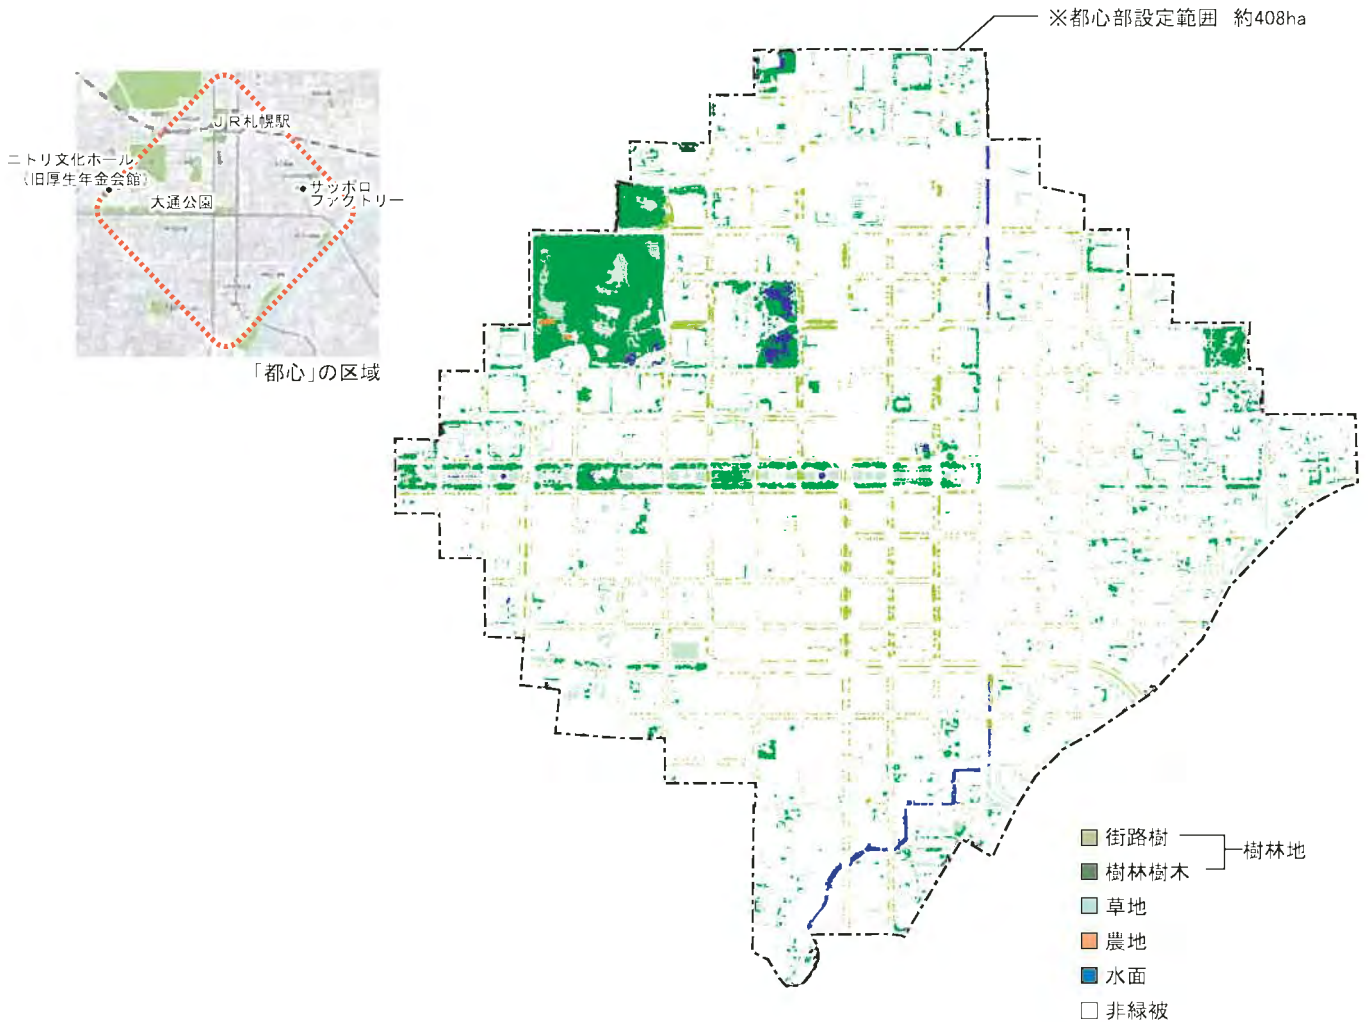 ※都心部設定範囲 約408ha
JR札幌駅
ニトリ文化ホール
(旧厚生年金会館)
大通公園
サッポロ
ファクトリー
「都心」の区域
街路樹
樹林樹木
樹林地
草地
農地
水面
非緑被